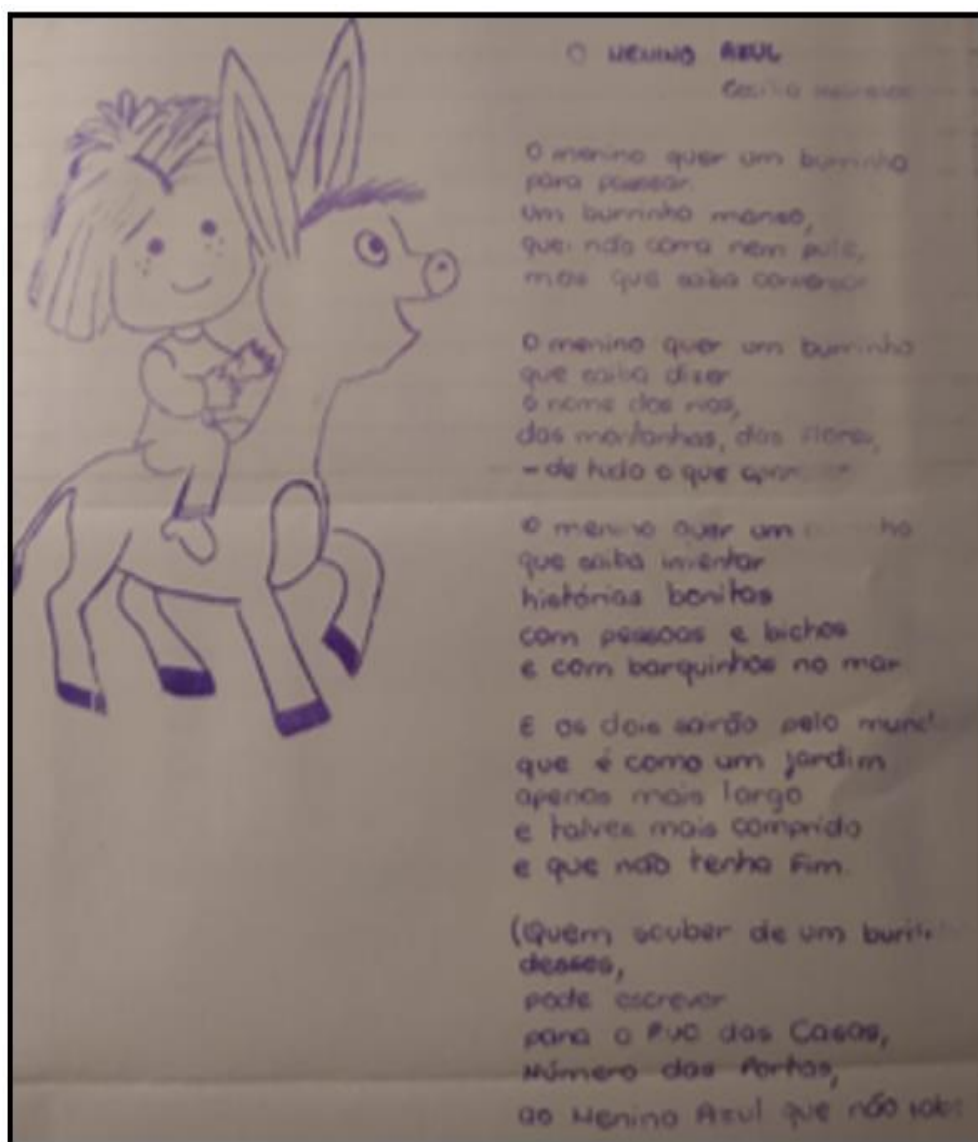 O MENINO AZUL
Cecília Meireles
O menino quer um burrinho
para passear
um burrinho manso,
que não corra nem pule,
mas que saiba conversar
O menino quer um burrinho
que saiba dizer
o nome dos rios,
das montanhas, das flores,
- de tudo o que
O menino quer um
que saiba inventar
histórias bonitas
com pessoas e bichos
e com barquinhos no mar
E os dois sairão pelo mundo
que é como um jardim
apenas mais largo
e talvez mais comprido
e que não tenha fim.
(Quem souber de um
desses,
pode escrever
para a Rua das Casas,
Número das Portas,
ao Menino Azul que não sabe